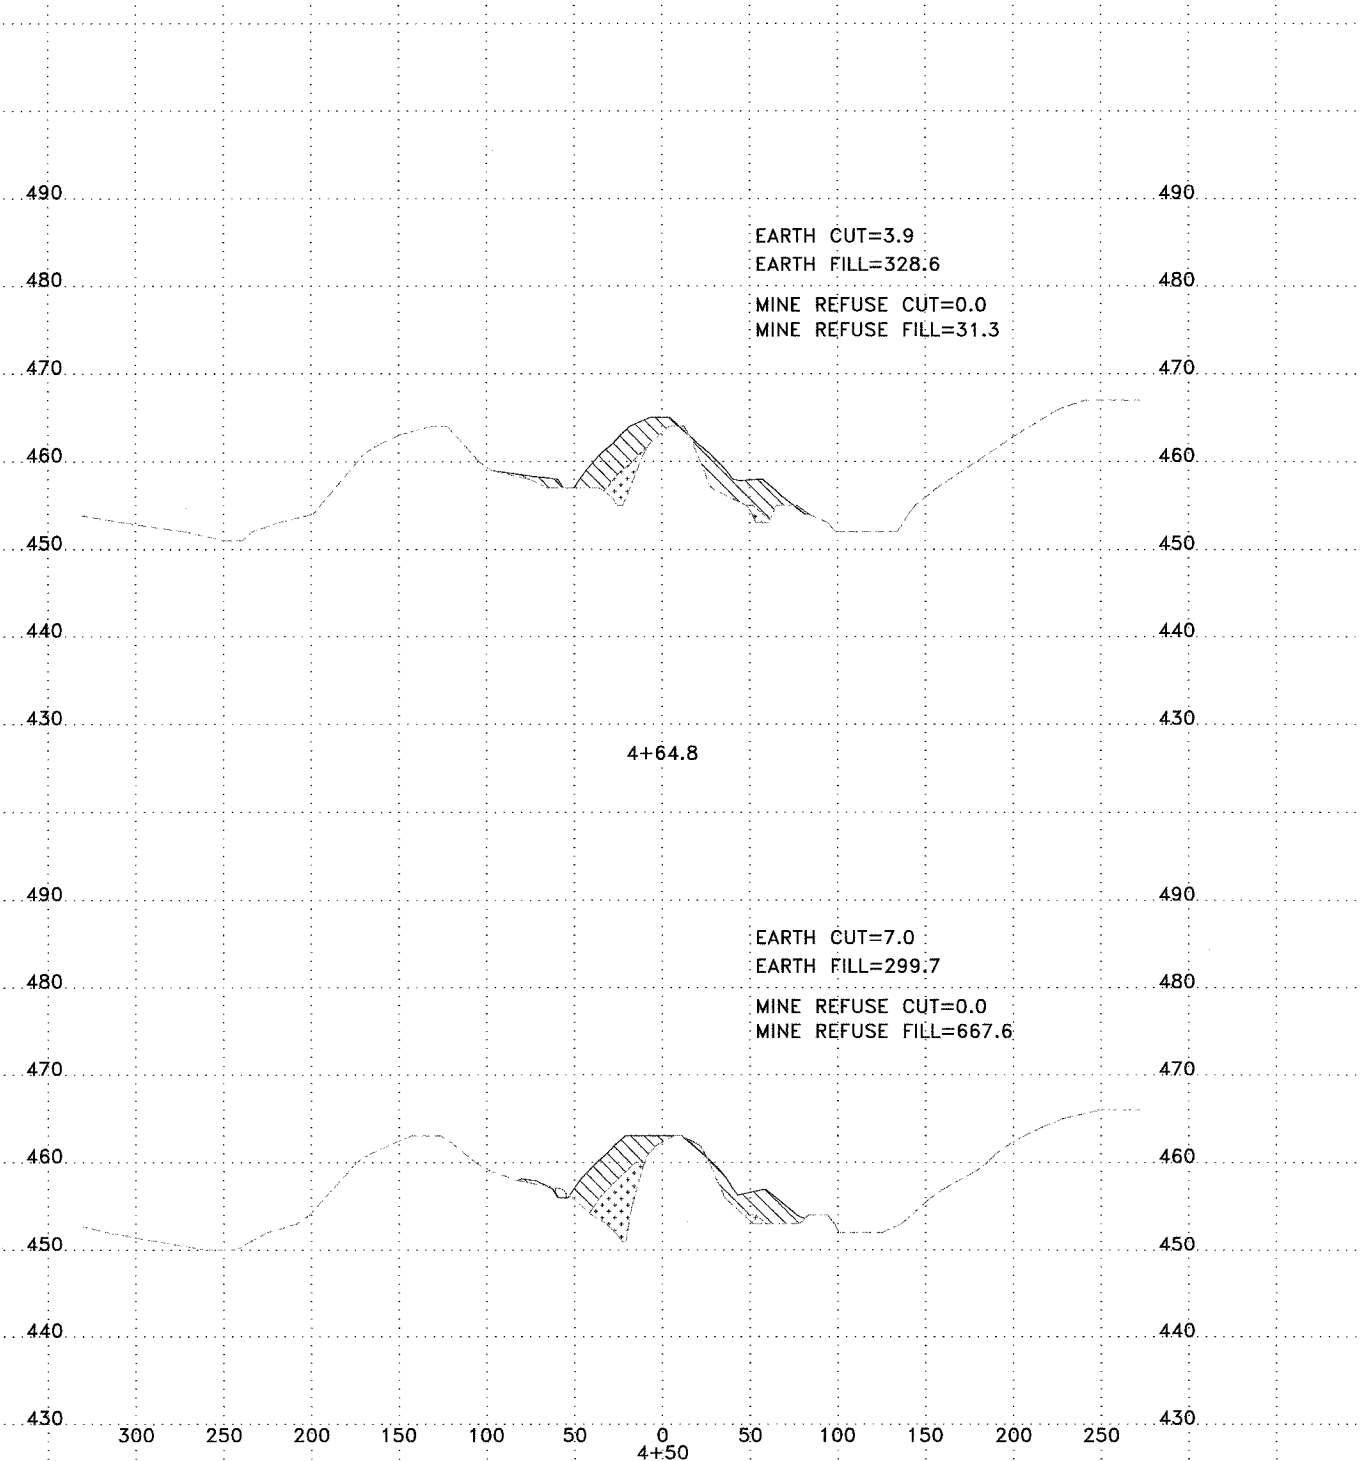 490 490
EARTH CUT=3.9
EARTH FILL=328.6
480 480
MINE REFUSE CUT=0.0
MINE REFUSE FILL=31.3
470 470
460 460
450 450
440 440
430 430
4+64.8
490 490
EARTH CUT=7.0
EARTH FILL=299.7
480 480
MINE REFUSE CUT=0.0
MINE REFUSE FILL=667.6
470 470
460 460
450 450
440 440
430 430
300 250 200 150 100 50 0 50 100 150 200 250
4+50